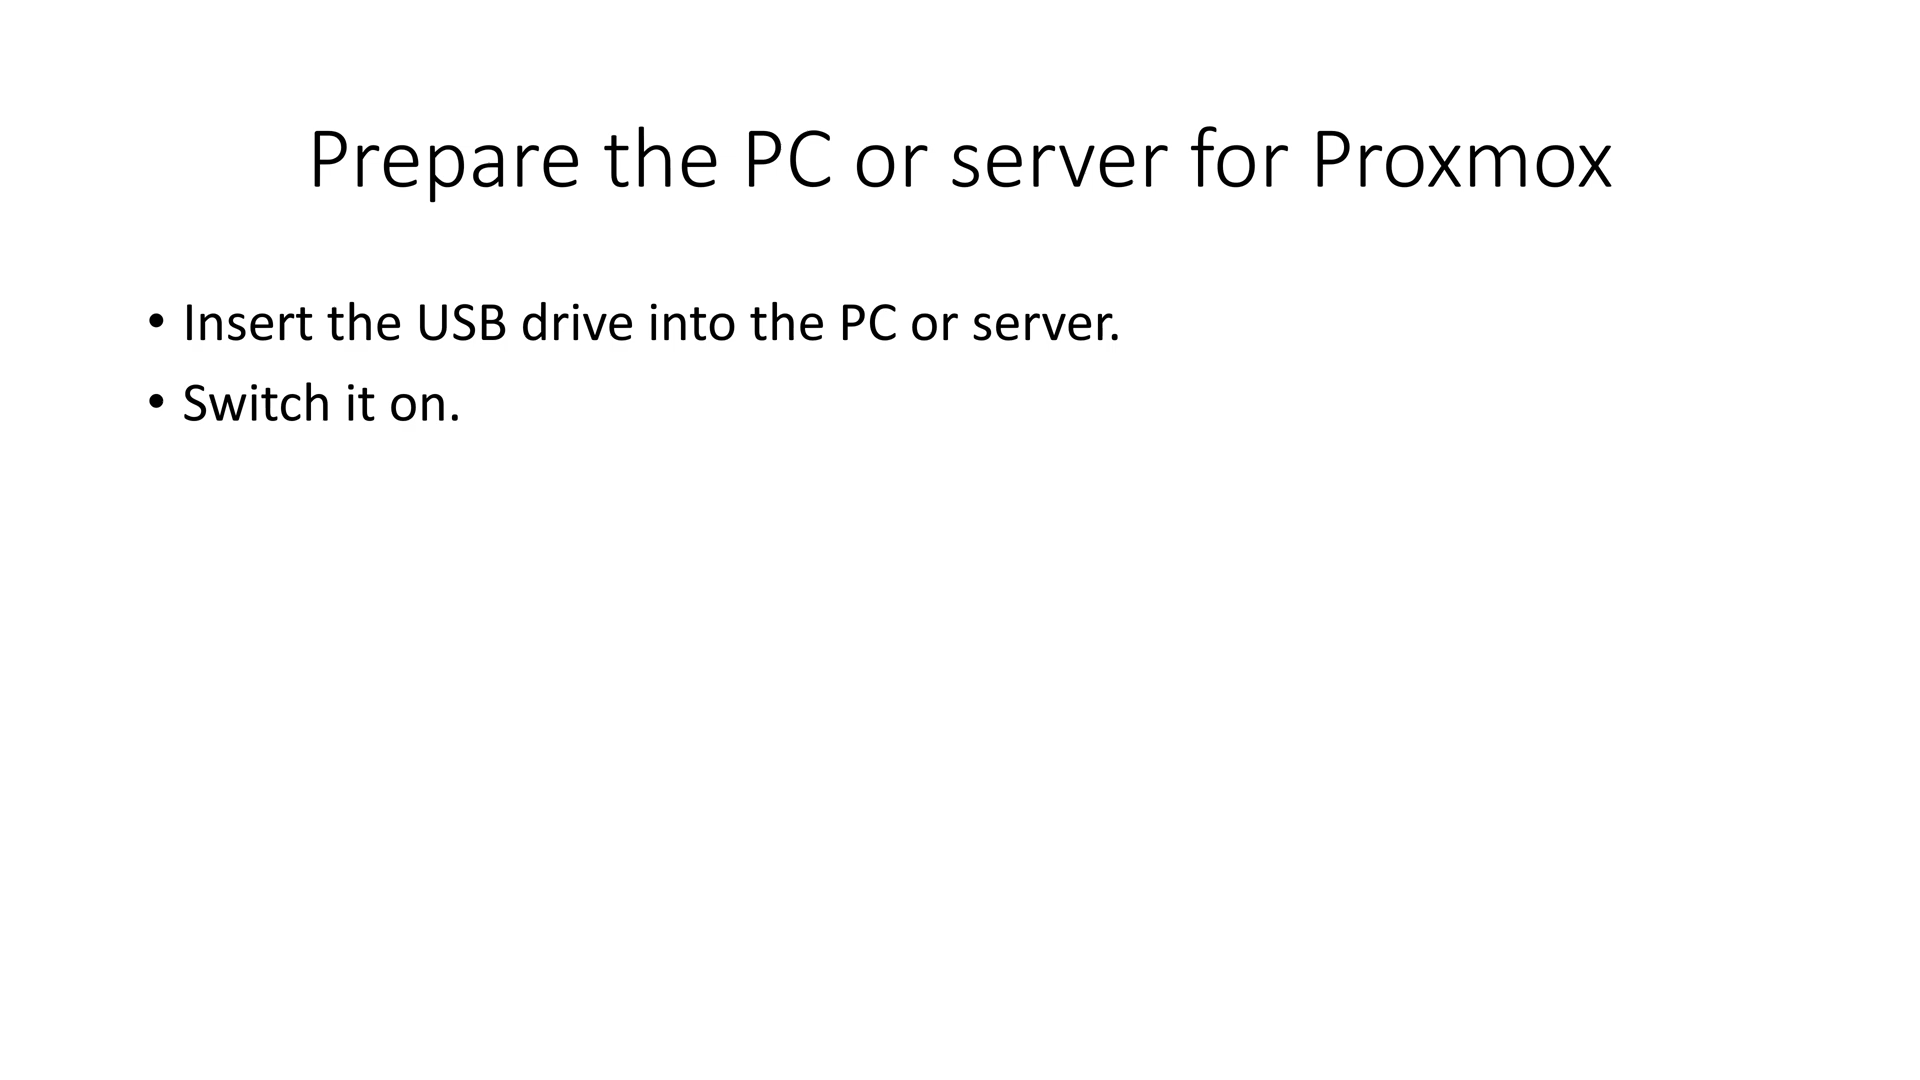 Prepare the PC or server for Proxmox
• Insert the USB drive into the PC or server.
• Switch it on.